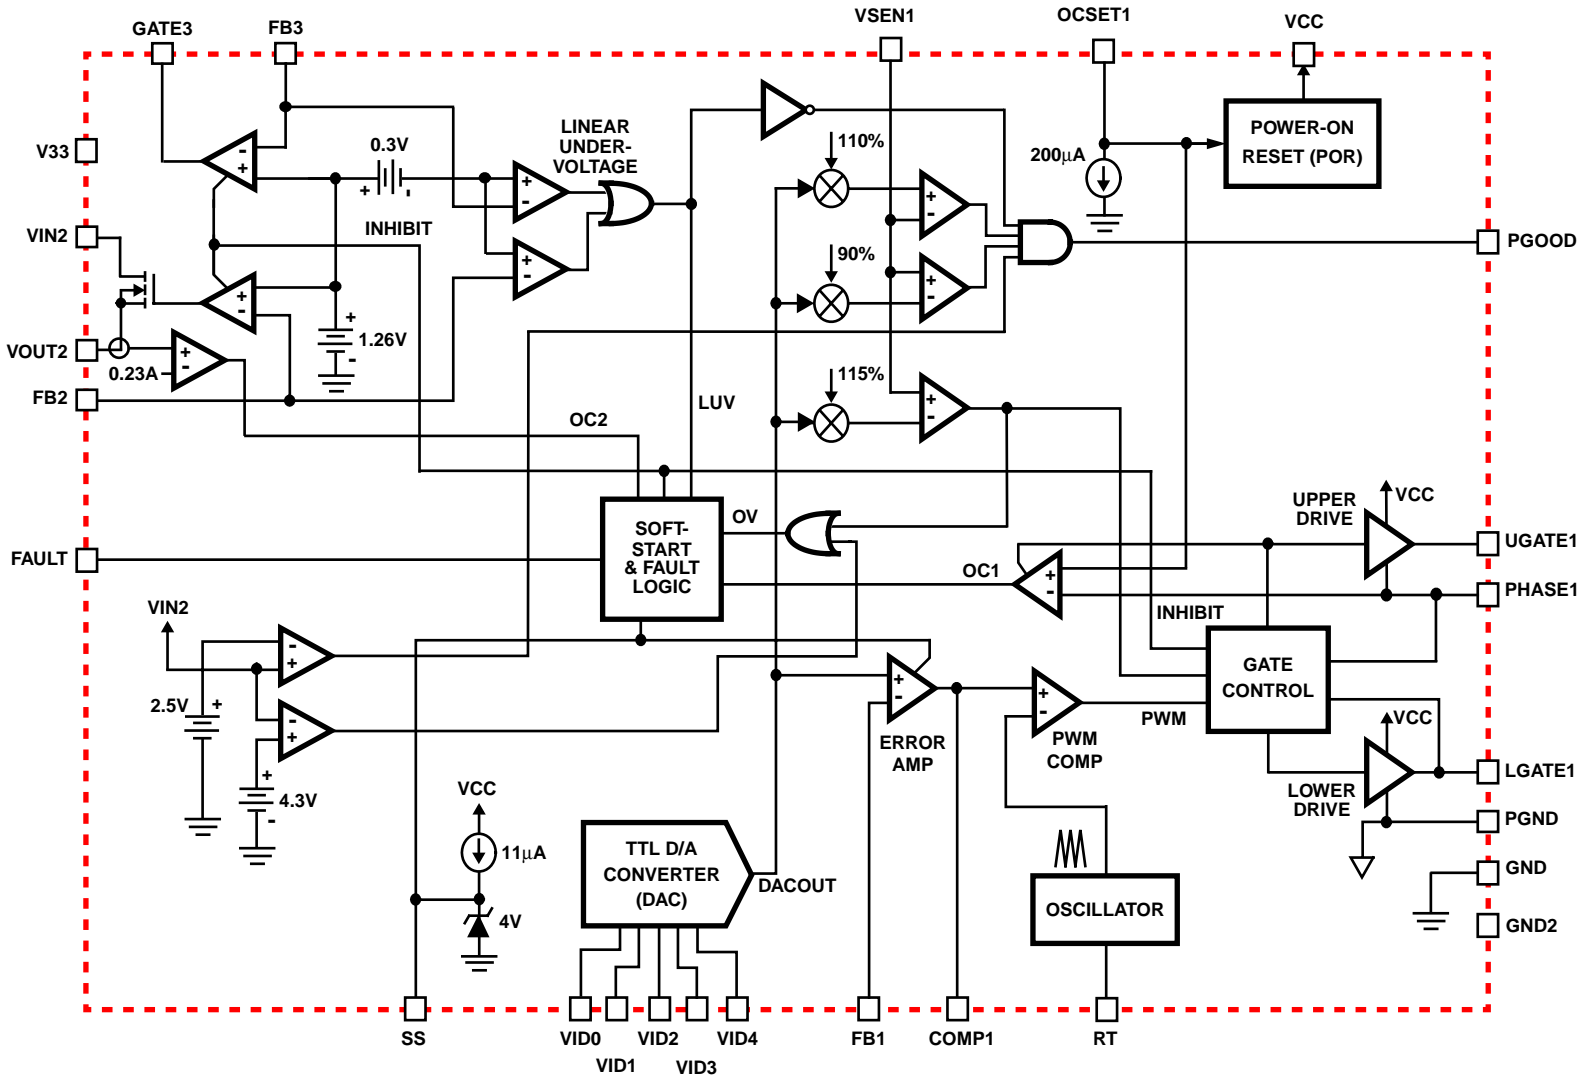 GATE3
FB3
VSEN1
OCSET1
VCC
V33
0.3V
LINEAR
UNDER-
VOLTAGE
110%
200µA
POWER-ON
RESET (POR)
VIN2
INHIBIT
90%
PGOOD
VOUT2
1.26V
0.23A
115%
FB2
OC2
LUV
UPPER
DRIVE
VCC
FAULT
SOFT-
START
& FAULT
LOGIC
OV
OC1
UGATE1
PHASE1
VIN2
INHIBIT
GATE
CONTROL
2.5V
PWM
VCC
ERROR
AMP
PWM
COMP
4.3V
VCC
LOWER
DRIVE
LGATE1
PGND
11µA
TTL D/A
CONVERTER
(DAC)
DACOUT
4V
OSCILLATOR
GND
GND2
SS
VID0
VID1
VID2
VID3
VID4
FB1
COMP1
RT
+
-
+
-
+
-
+
-
+
-
+
-
+
-
+
-
+
-
+
-
+
-
+
-
+
-
+
-
+
-
+
-
+
+
-